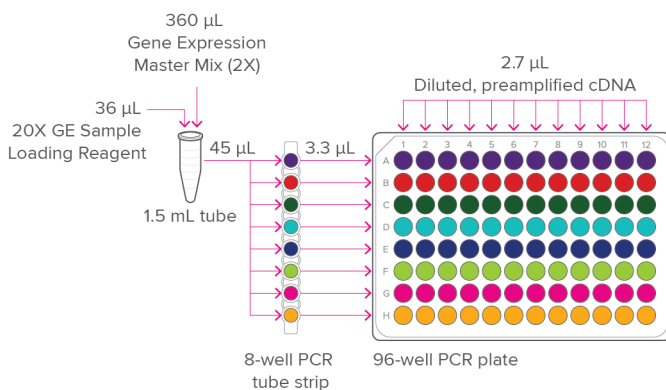 360 µL
Gene Expression
Master Mix (2X)
36 µL
20X GE Sample
Loading Reagent
1.5 mL tube
45 µL
3.3 µL
8-well PCR
tube strip
2.7 µL
Diluted, preamplified cDNA
1 2 3 4 5 6 7 8 9 10 11 12
A
B
C
D
E
F
G
H
96-well PCR plate